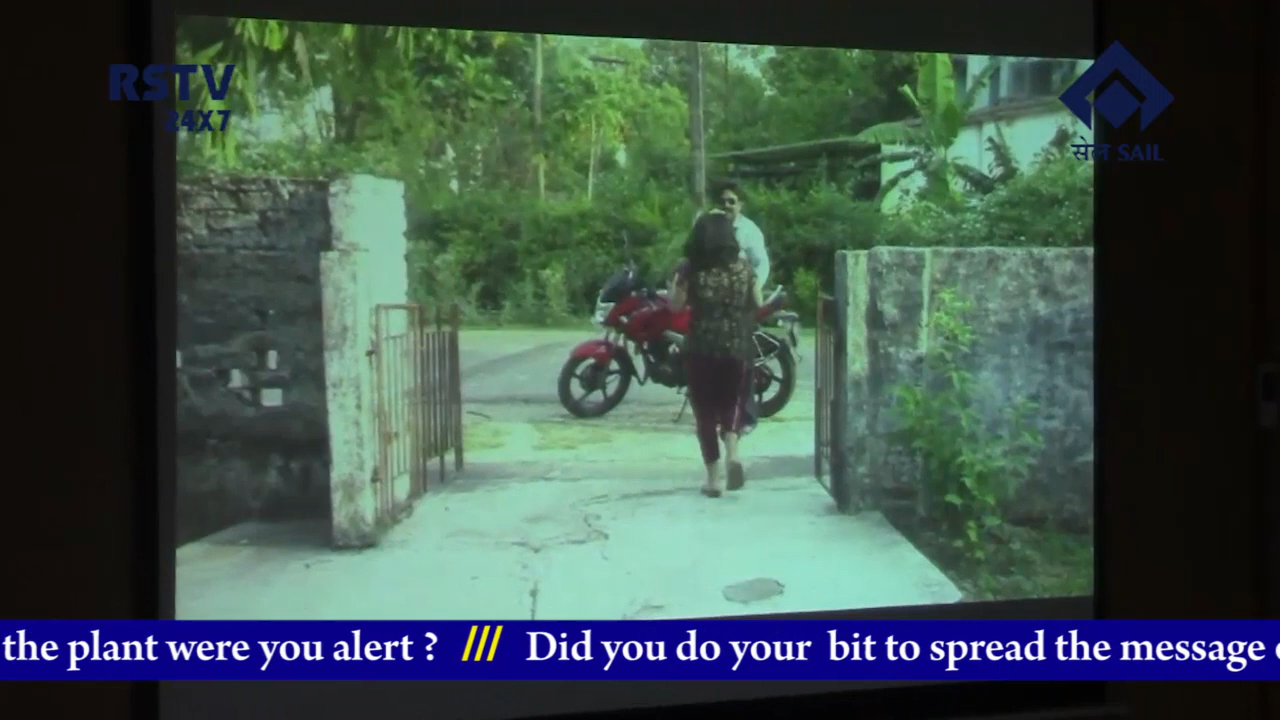 RSTV
24X7
सेल SAIL
the plant were you alert ? /// Did you do your bit to spread the message